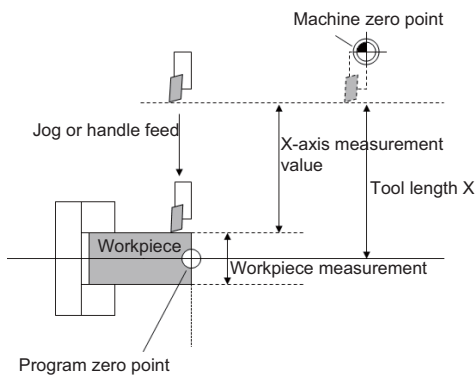 Machine zero point
Jog or handle feed
X-axis measurement
value
Tool length X
Workpiece
Workpiece measurement
Program zero point